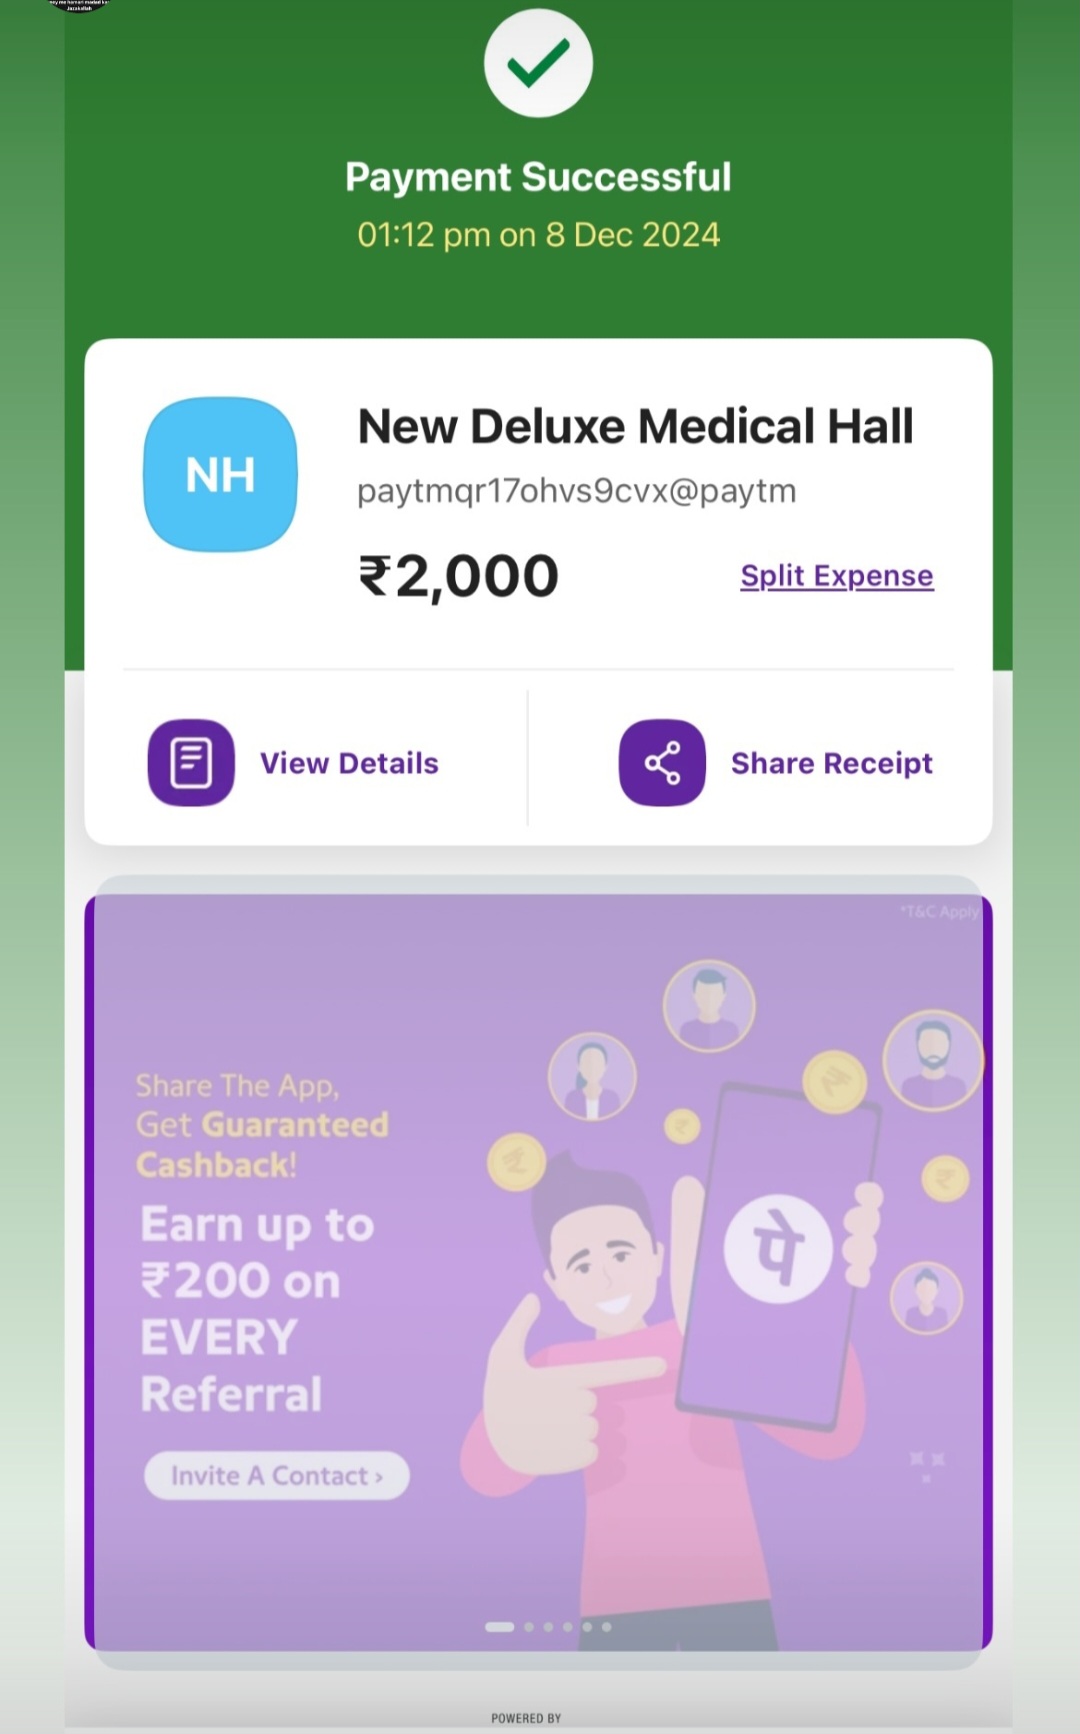 Jazakallah
Payment Successful
01:12 pm on 8 Dec 2024
NH
New Deluxe Medical Hall
paytmqr17ohvs9cvx@paytm
₹2,000
Split Expense
View Details
Share Receipt
*T&C Apply
Share The App,
Get Guaranteed
Cashback!
Earn up to
₹200 on
EVERY
Referral
Invite A Contact ›
पे
POWERED BY